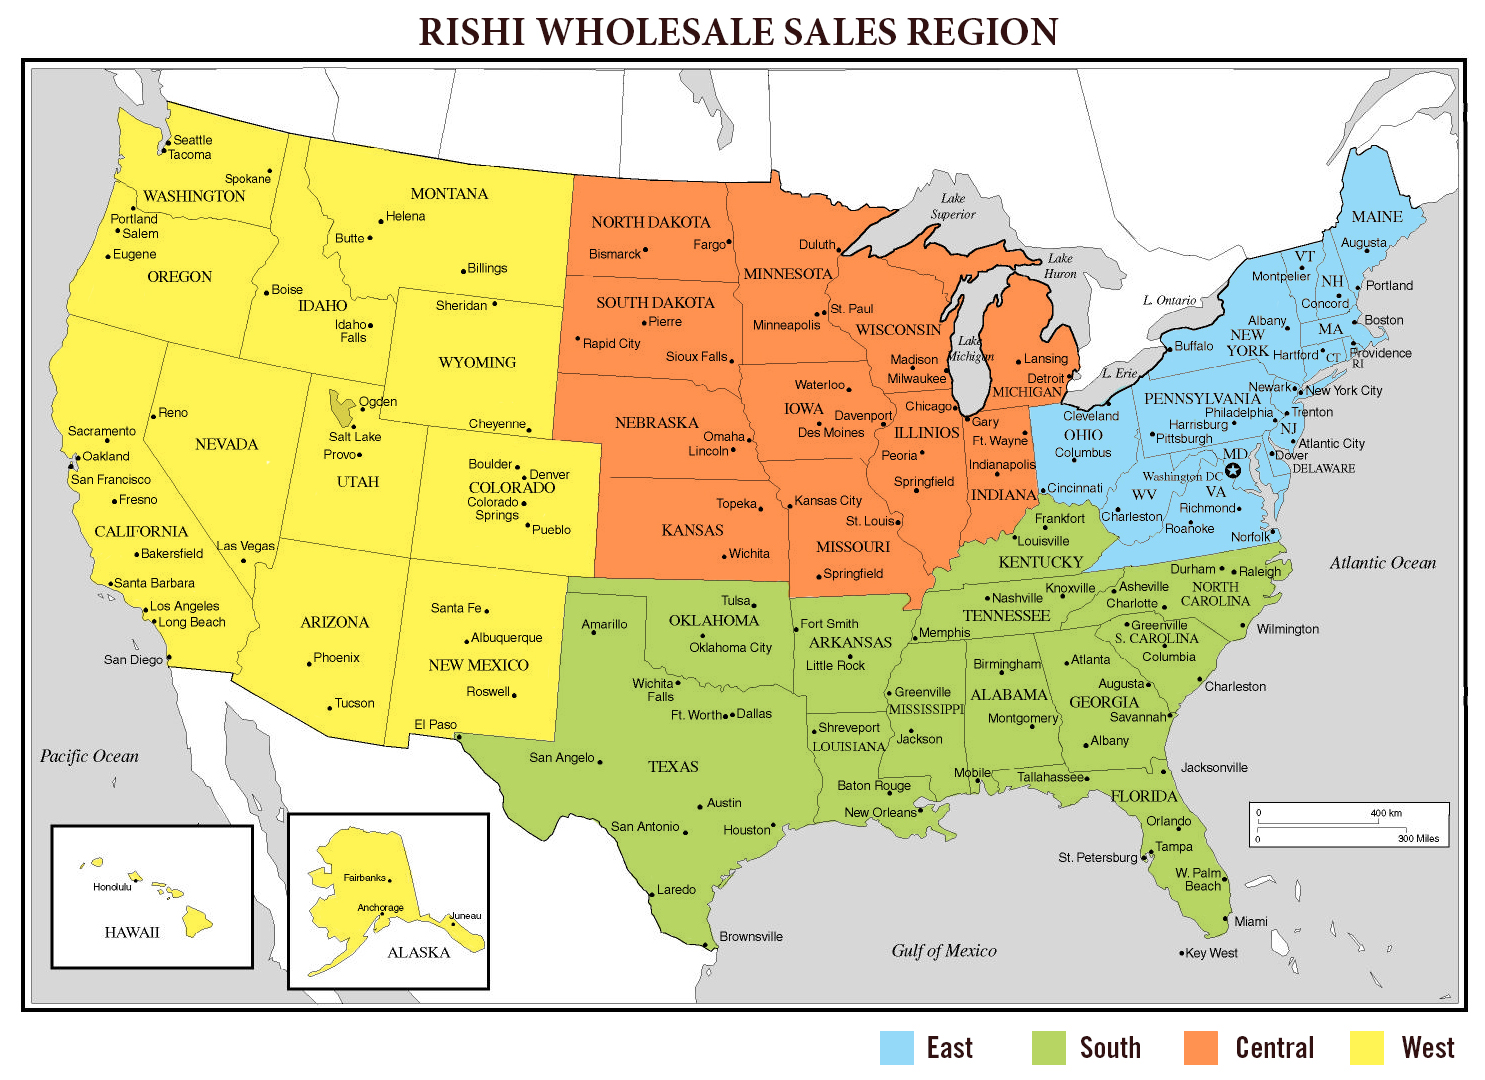 RISHI WHOLESALE SALES REGION
Seattle
Tacoma
Spokane
WASHINGTON
Portland
Salem
Eugene
OREGON
MONTANA
Helena
Butte
Billings
Boise
IDAHO
Idaho
Falls
Sheridan
WYOMING
Cheyenne
Reno
Sacramento
Oakland
San Francisco
Fresno
CALIFORNIA
Bakersfield
Santa Barbara
Los Angeles
Long Beach
San Diego
NEVADA
Las Vegas
Ogden
Salt Lake
Provo
UTAH
Boulder
Denver
COLORADO
Colorado
Springs
Pueblo
ARIZONA
Phoenix
Tucson
Santa Fe
Albuquerque
NEW MEXICO
Roswell
El Paso
NORTH DAKOTA
Bismarck
Fargo
SOUTH DAKOTA
Pierre
Rapid City
Sioux Falls
NEBRASKA
Omaha
Lincoln
Topeka
KANSAS
Wichita
Duluth
MINNESOTA
St. Paul
Minneapolis
WISCONSIN
Madison
Milwaukee
Waterloo
IOWA
Davenport
Des Moines
Chicago
ILLINIOS
Peoria
Springfield
Kansas City
St. Louis
MISSOURI
Springfield
Lake
Superior
Lake
Huron
Lake
Michigan
Lansing
Detroit
MICHIGAN
Gary
Ft. Wayne
Indianapolis
INDIANA
L. Ontario
L. Erie
Cleveland
OHIO
Columbus
Cincinnati
MAINE
Augusta
VT
Montpelier
NH
Concord
Portland
Albany
NEW
YORK
Buffalo
MA
Boston
Hartford
CT
Providence
RI
Newark
New York City
PENNSYLVANIA
Philadelphia
Harrisburg
Pittsburgh
Trenton
NJ
Atlantic City
MD
Dover
DELAWARE
Washington DC
WV
VA
Charleston
Richmond
Roanoke
Norfolk
Frankfort
Louisville
KENTUCKY
Nashville
Knoxville
TENNESSEE
Memphis
Durham
Raleigh
Asheville
NORTH
CAROLINA
Charlotte
Wilmington
Greenville
S. CAROLINA
Columbia
Charleston
Tulsa
OKLAHOMA
Oklahoma City
Fort Smith
ARKANSAS
Little Rock
Amarillo
Wichita
Falls
Ft. Worth
Dallas
San Angelo
TEXAS
Austin
San Antonio
Houston
Laredo
Brownsville
Shreveport
LOUISIANA
Baton Rouge
New Orleans
Greenville
MISSISSIPPI
Jackson
Birmingham
ALABAMA
Montgomery
Mobile
Atlanta
Augusta
GEORGIA
Savannah
Albany
Tallahassee
Jacksonville
FLORIDA
Orlando
Tampa
St. Petersburg
W. Palm
Beach
Miami
Key West
Pacific Ocean
Atlantic Ocean
Gulf of Mexico
Honolulu
HAWAII
Fairbanks
Anchorage
Juneau
ALASKA
0 400 km
0 300 Miles
East South Central West